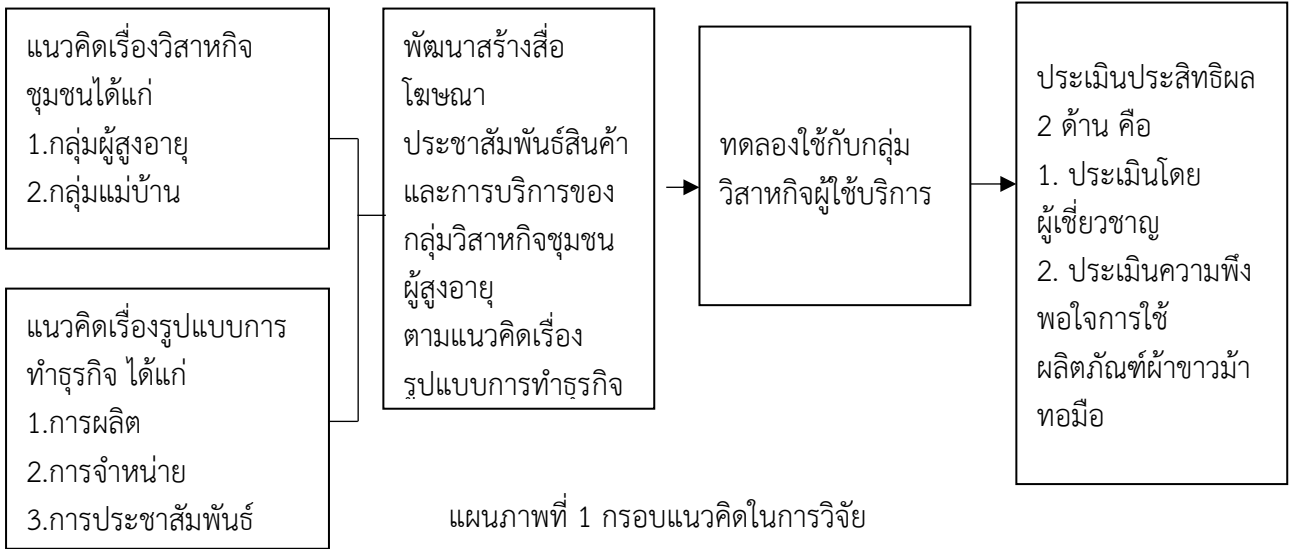 แนวคิดเรื่องวิสาหกิจ
ชุมชนได้แก่
1.กลุ่มผู้สูงอายุ
2.กลุ่มแม่บ้าน
แนวคิดเรื่องรูปแบบการ
ทำธุรกิจ ได้แก่
1.การผลิต
2.การจำหน่าย
3.การประชาสัมพันธ์
พัฒนาสร้างสื่อ
โฆษณา
ประชาสัมพันธ์สินค้า
และการบริการของ
กลุ่มวิสาหกิจชุมชน
ผู้สูงอายุ
ตามแนวคิดเรื่อง
รูปแบบการทำธุรกิจ
ทดลองใช้กับกลุ่ม
วิสาหกิจผู้ใช้บริการ
ประเมินประสิทธิผล
2 ด้าน คือ
1. ประเมินโดย
ผู้เชี่ยวชาญ
2. ประเมินความพึง
พอใจการใช้
ผลิตภัณฑ์ผ้าขาวม้า
ทอมือ
แผนภาพที่ 1 กรอบแนวคิดในการวิจัย